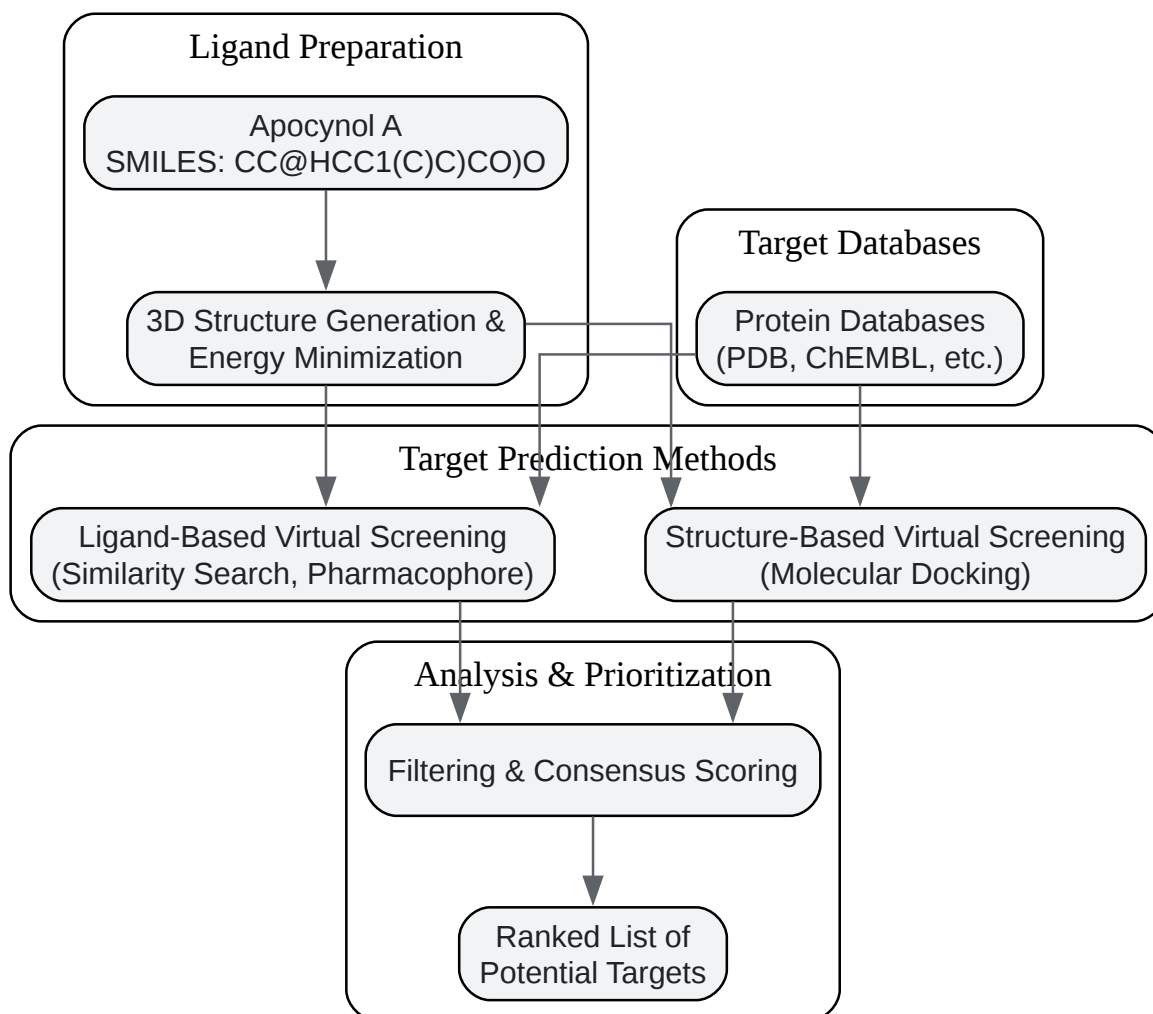 Ligand Preparation
Apocynol A
SMILES: CC@HCC1(C)C)CO)O
Target Databases
3D Structure Generation &
Energy Minimization
Protein Databases
(PDB, ChEMBL, etc.)
Target Prediction Methods
Ligand-Based Virtual Screening
(Similarity Search, Pharmacophore)
Structure-Based Virtual Screening
(Molecular Docking)
Analysis & Prioritization
Filtering & Consensus Scoring
Ranked List of
Potential Targets